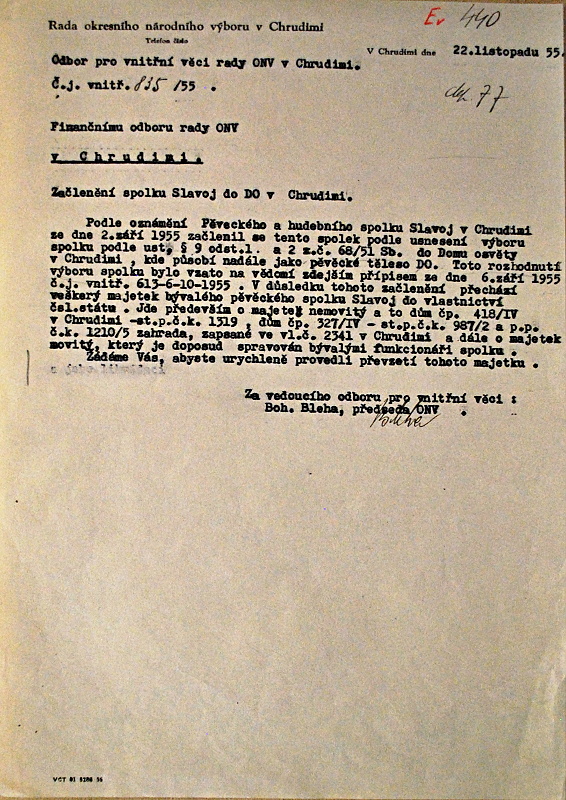 Ev 440
Rada okresního národního výboru v Chrudimi
Telefon číslo
V Chrudimi dne 22.listopadu 55.
Odbor pro vnitřní věci rady ONV v Chrudimi.
Č.j. vnitř. 835/55 .
77
Finančnímu odboru rady ONV
v Chrudimi.
Začlenění spolku Slavoj do DO v Chrudimi.
Podle oznámení Pěveckého a hudebního spolku Slavoj v Chrudimi
ze dne 2.září 1955 začlenil se tento spolek podle usnesení výboru
spolku podle ust. § 9 odst.1. a 2 z.č. 68/51 Sb. do Domu osvěty
v Chrudimi , kde působí nadále jako pěvecké těleso DO. Toto rozhodnutí
výboru spolku bylo vzato na vědomí zdejším přípisem ze dne 6.září 1955
č.j. vnitř. 613-6-10-1955 . V důsledku tohoto začlenění přechází
veškerý majetek bývalého pěveckého spolku Slavoj do vlastnictví
čsl.státu . Jde především o majetek nemovitý a to dům čp. 418/IV
v Chrudimi -st.p.č.k. 1319 , dům čp. 327/IV - st.p.č.k. 987/2 a p.p.
č.k. 1210/5 zahrada, zapsané ve vl.č. 2341 v Chrudimi a dále o majetek
movitý, který je doposud spravován bývalými funkcionáři spolku .
Žádáme Vás, abyste urychleně provedli převzetí tohoto majetku .
Za vedoucího odboru pro vnitřní věci :
Boh. Bleha, předseda ONV .
Bleha
VCT 01 5286 55